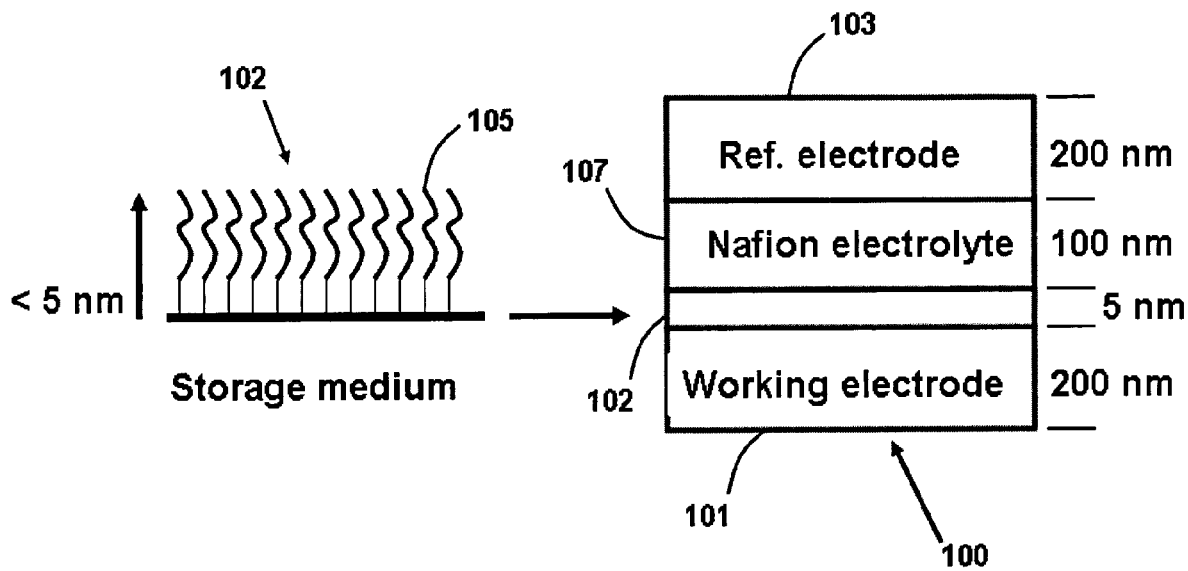 103
102
105
Ref. electrode
200 nm
107
Nafion electrolyte
100 nm
< 5 nm
5 nm
Storage medium
102
Working electrode
200 nm
101
100